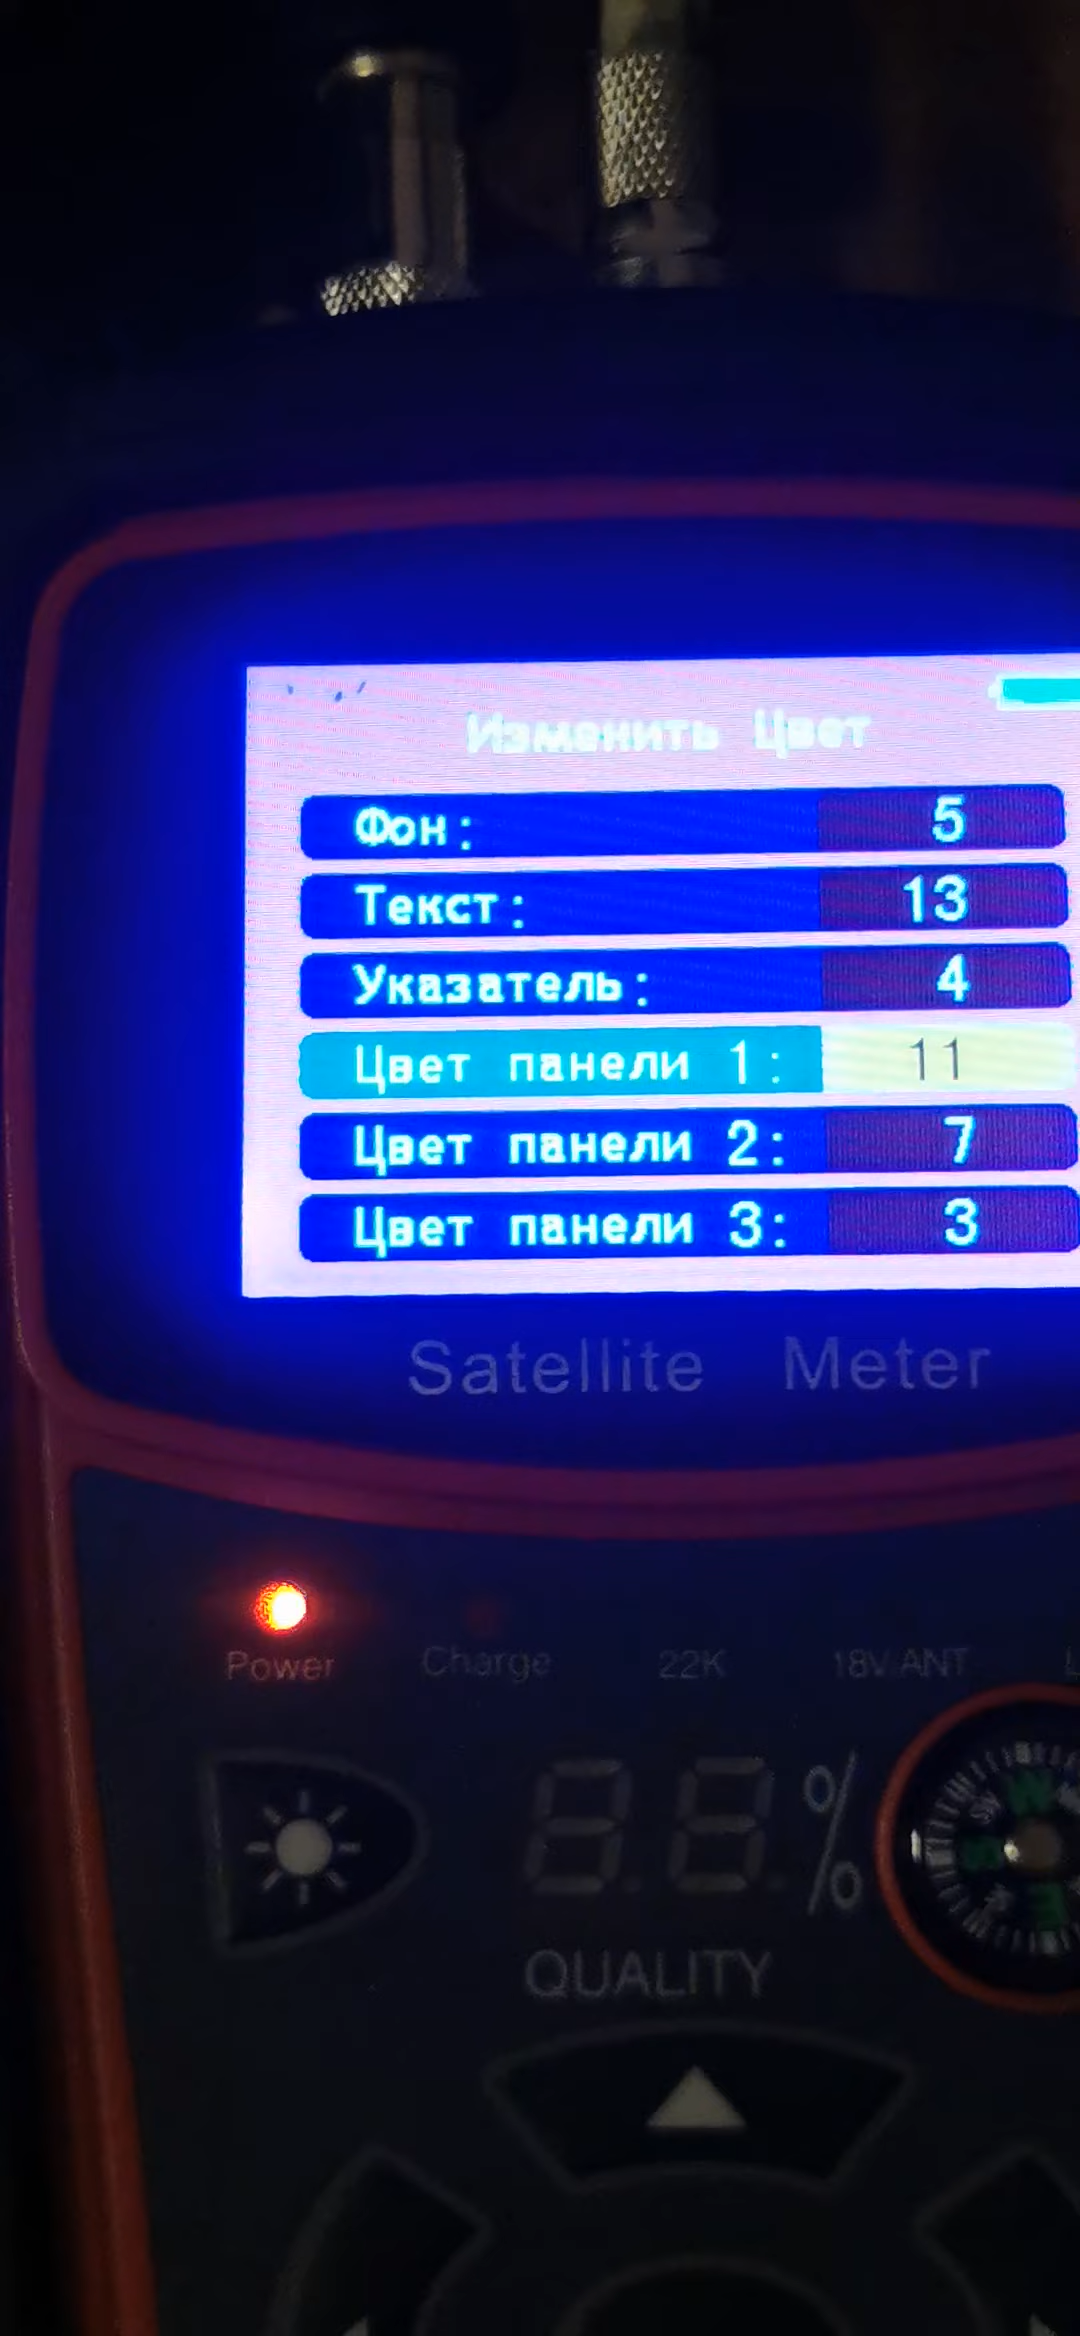 Изменить Цвет
Фон: 5
Текст: 13
Указатель: 4
Цвет панели 1: 11
Цвет панели 2: 7
Цвет панели 3: 3
Satellite Meter
Power Charge 22K 18V ANT
%
QUALITY